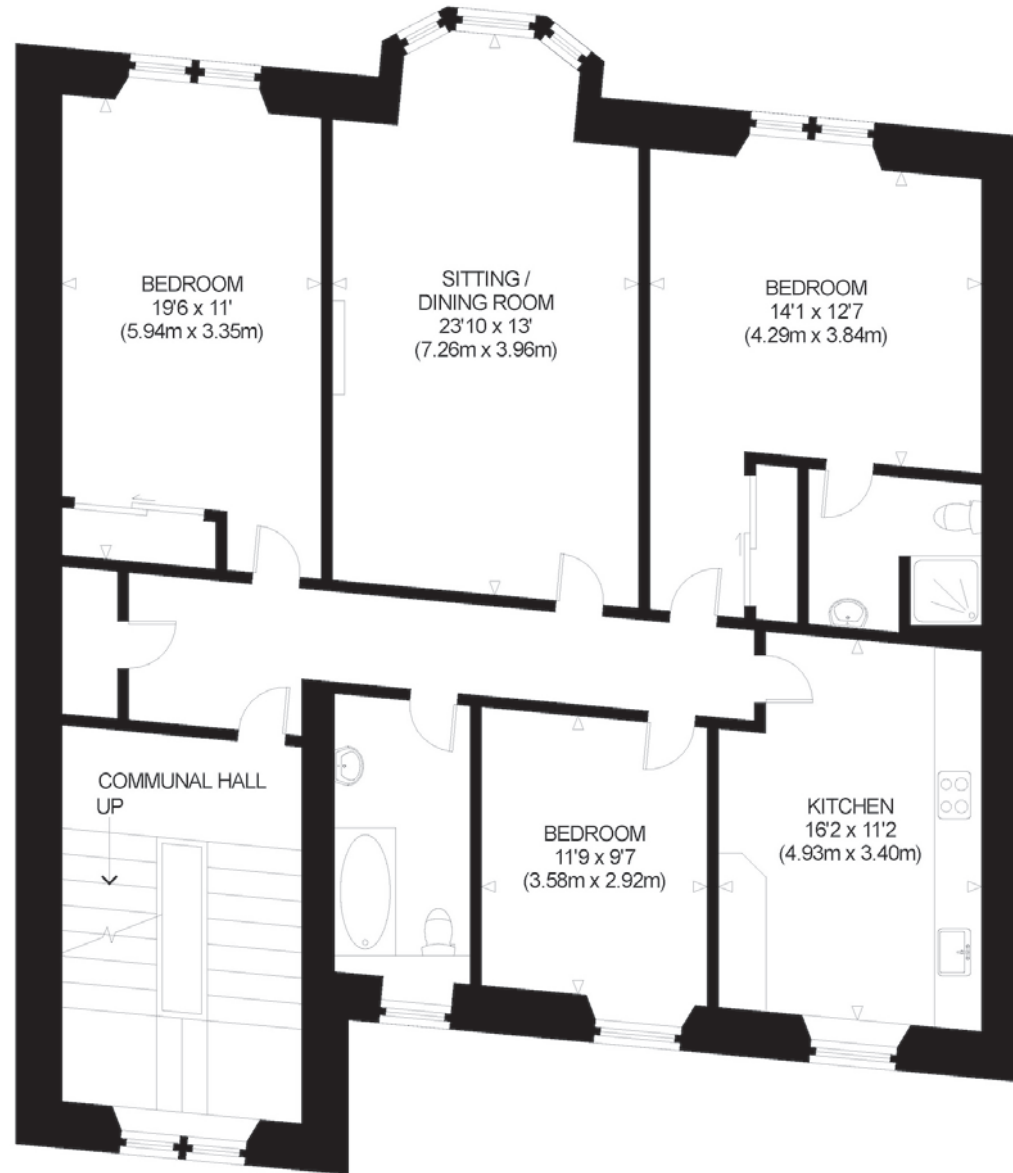 BEDROOM
19'6 x 11'
(5.94m x 3.35m)
SITTING /
DINING ROOM
23'10 x 13'
(7.26m x 3.96m)
BEDROOM
14'1 x 12'7
(4.29m x 3.84m)
COMMUNAL HALL
UP
BEDROOM
11'9 x 9'7
(3.58m x 2.92m)
KITCHEN
16'2 x 11'2
(4.93m x 3.40m)